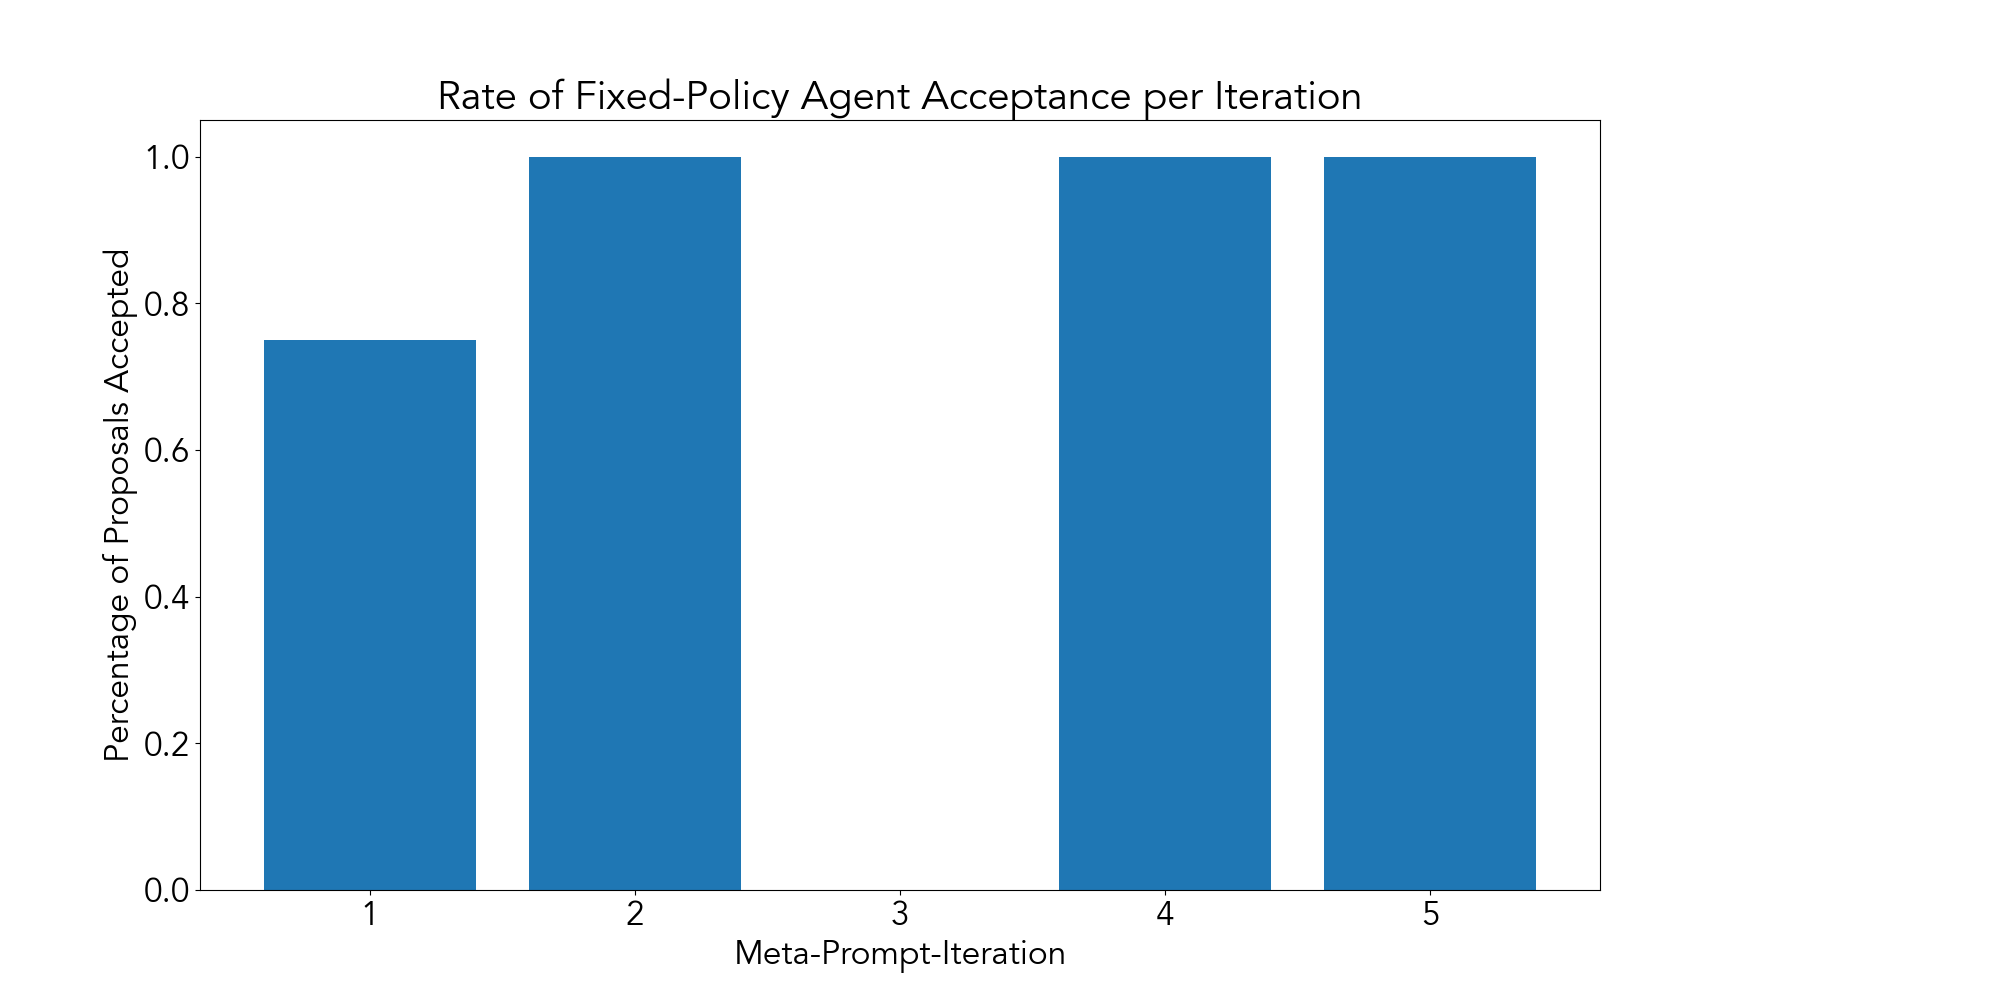 Rate of Fixed-Policy Agent Acceptance per Iteration
Percentage of Proposals Accepted
1.0
0.8
0.6
0.4
0.2
0.0
1 2 3 4 5
Meta-Prompt-Iteration